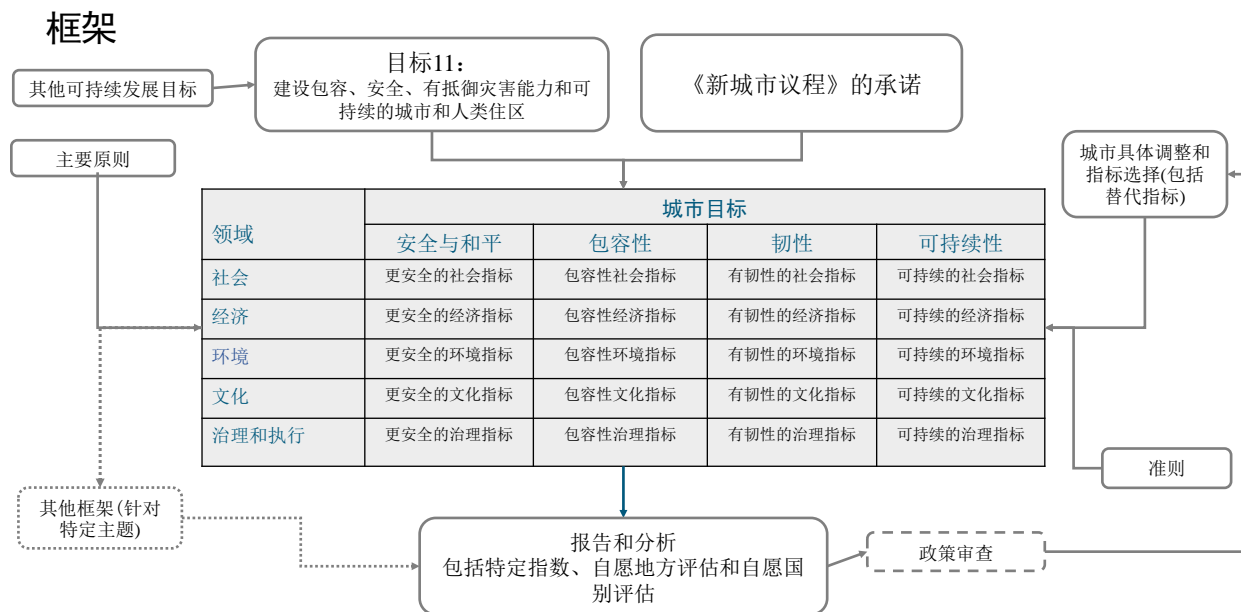 框架
其他可持续发展目标
目标11：
建设包容、安全、有抵御灾害能力和可
持续的城市和人类住区
《新城市议程》的承诺
主要原则
城市具体调整和
指标选择(包括
替代指标)
领域
城市目标
安全与和平 包容性 韧性 可持续性
社会 更安全的社会指标 包容性社会指标 有韧性的社会指标 可持续的社会指标
经济 更安全的经济指标 包容性经济指标 有韧性的经济指标 可持续的经济指标
环境 更安全的环境指标 包容性环境指标 有韧性的环境指标 可持续的环境指标
文化 更安全的文化指标 包容性文化指标 有韧性的文化指标 可持续的文化指标
治理和执行 更安全的治理指标 包容性治理指标 有韧性的治理指标 可持续的治理指标
准则
其他框架(针对
特定主题)
报告和分析
包括特定指数、自愿地方评估和自愿国
别评估
政策审查